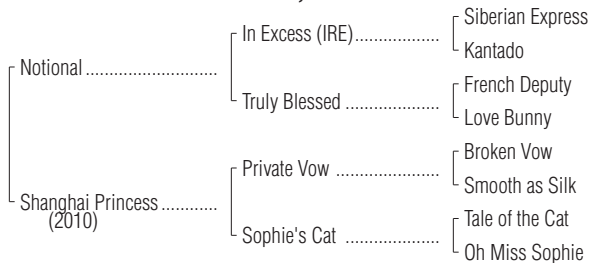 Siberian Express
In Excess (IRE)..................
Kantado
Notional ............................
French Deputy
Truly Blessed ....................
Love Bunny
Broken Vow
Private Vow ......................
Smooth as Silk
Shanghai Princess ............
(2010)
Tale of the Cat
Sophie's Cat ....................
Oh Miss Sophie